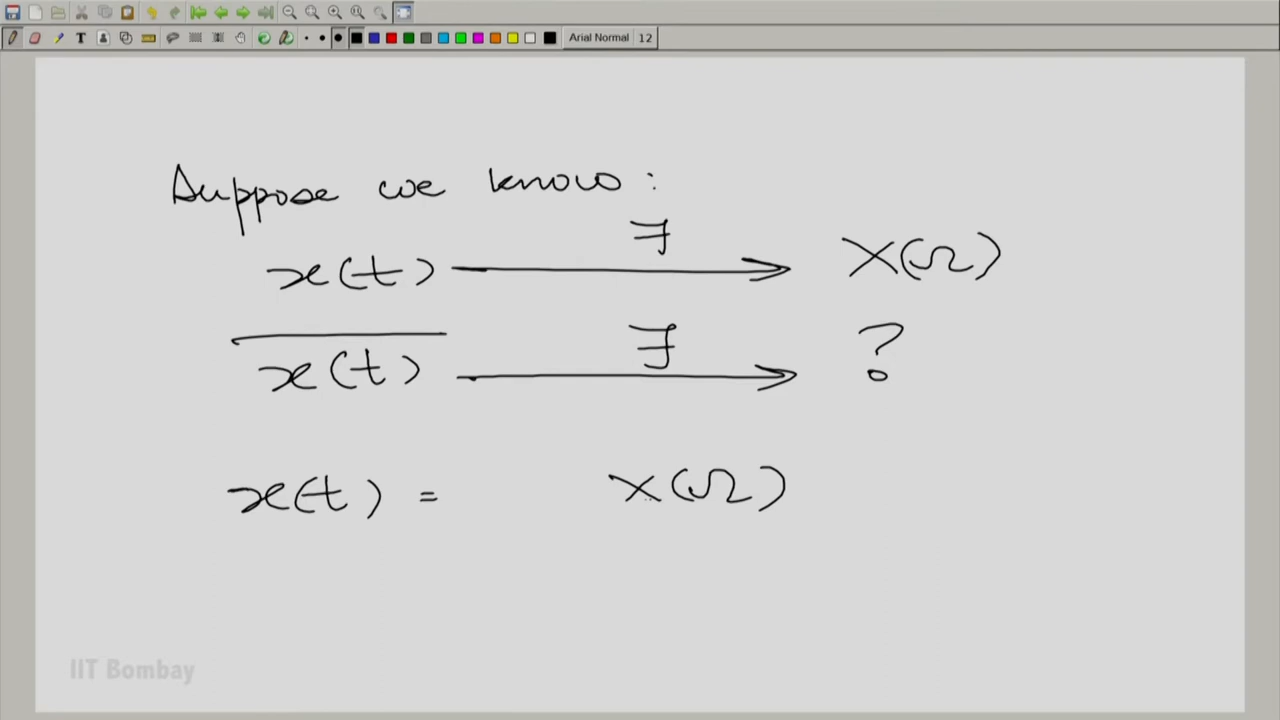 Arial Normal 12
Suppose we know:
x(t) ℱ→ X(Ω)
x̅(̅t̅)̅ ℱ→ ?
x(t) = X(Ω)
IIT Bombay